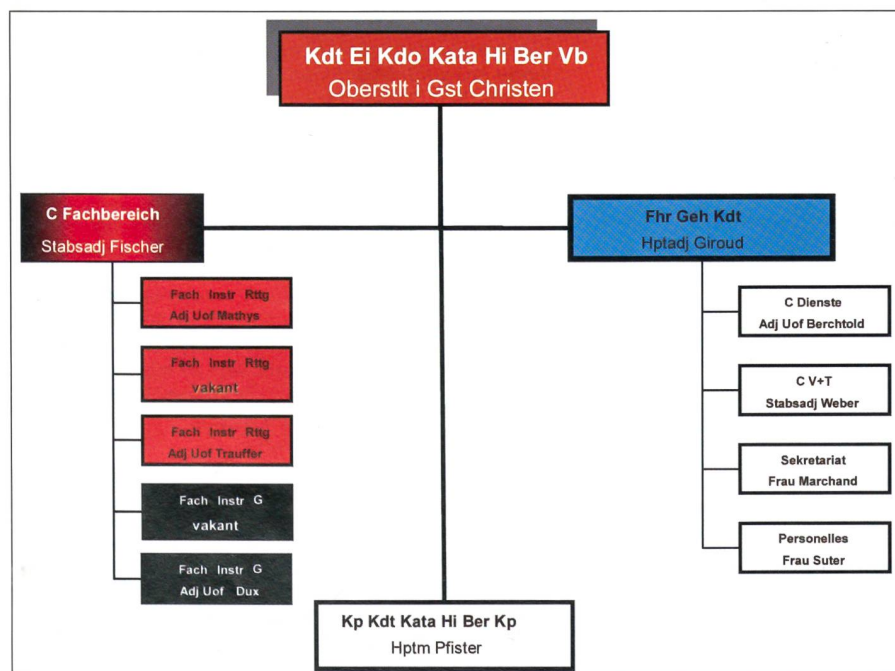 Kdt Ei Kdo Kata Hi Ber Vb
Oberstlt i Gst Christen
C Fachbereich
Stabsadj Fischer
Fach Instr Rttg
Adj Uof Mathys
Fach Instr Rttg
vakant
Fach Instr Rttg
Adj Uof Trauffer
Fach Instr G
vakant
Fach Instr G
Adj Uof Dux
Fhr Geh Kdt
Hptadj Giroud
C Dienste
Adj Uof Berchtold
C V+T
Stabsadj Weber
Sekretariat
Frau Marchand
Personelles
Frau Suter
Kp Kdt Kata Hi Ber Kp
Hptm Pfister